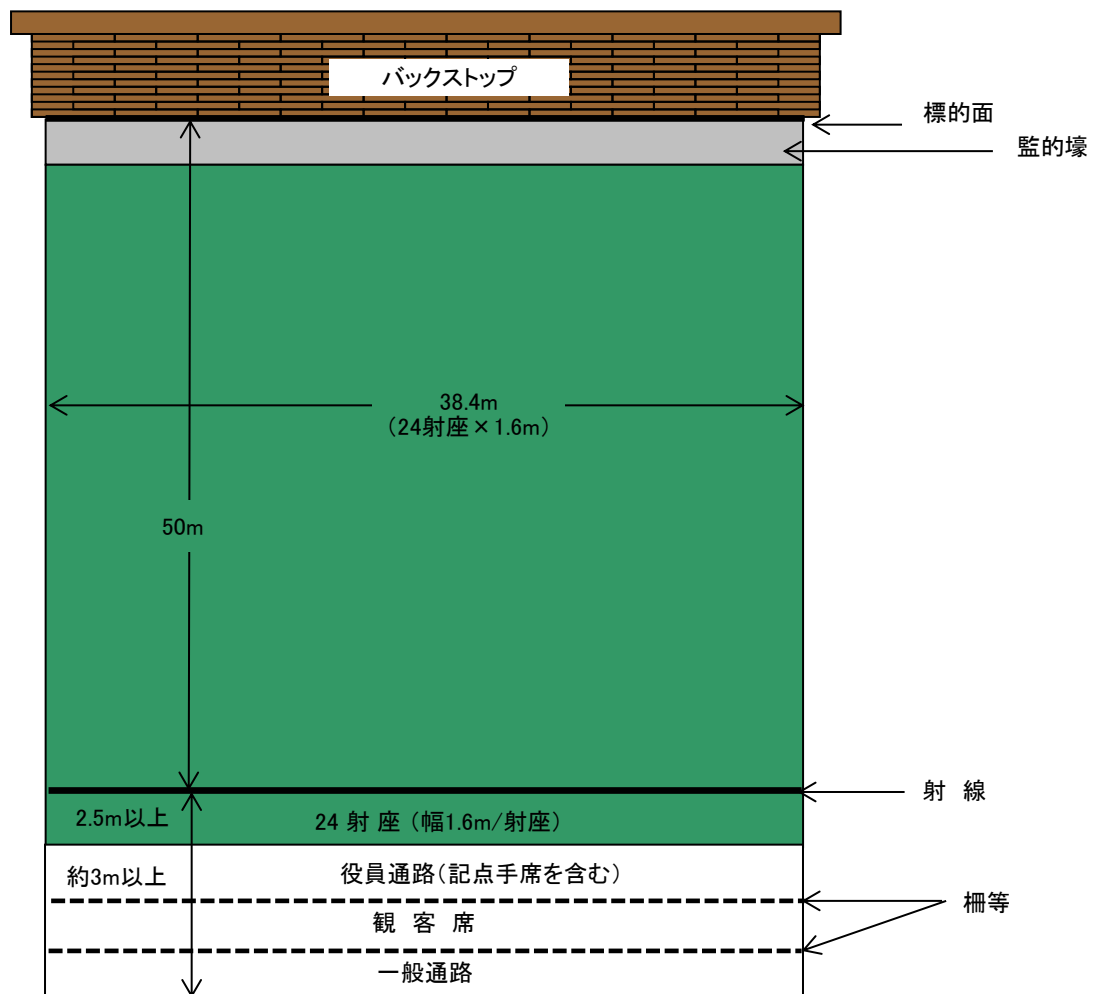 バックストップ
標的面
監的壕
38.4m
（24射座×1.6m）
50m
射 線
2.5m以上
24 射 座 （幅1.6m/射座）
約3m以上
役員通路（記点手席を含む）
柵等
観 客 席
一般通路